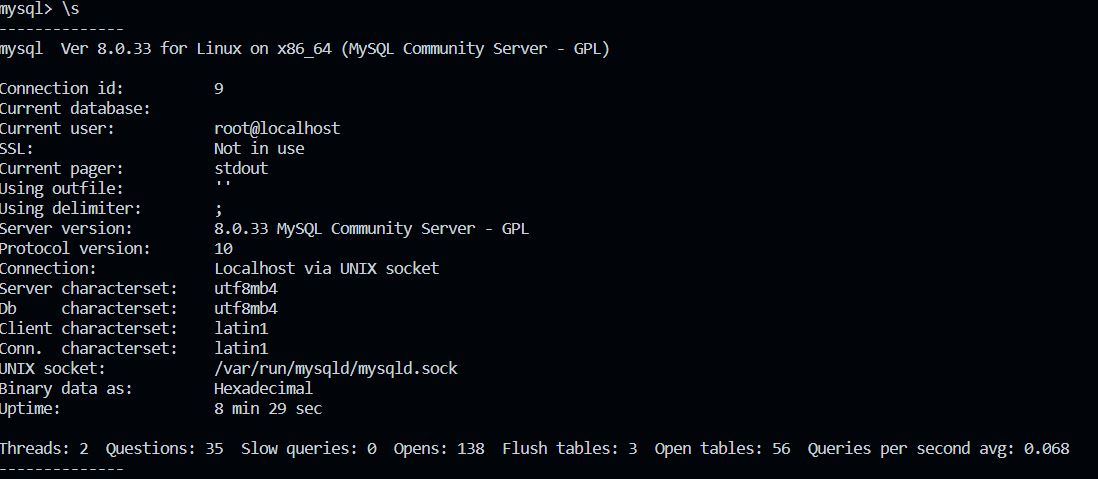 mysql> \s
--------------
mysql  Ver 8.0.33 for Linux on x86_64 (MySQL Community Server - GPL)

Connection id:          9
Current database:
Current user:           root@localhost
SSL:                    Not in use
Current pager:          stdout
Using outfile:          ''
Using delimiter:        ;
Server version:         8.0.33 MySQL Community Server - GPL
Protocol version:       10
Connection:             Localhost via UNIX socket
Server characterset:    utf8mb4
Db     characterset:    utf8mb4
Client characterset:    latin1
Conn.  characterset:    latin1
UNIX socket:            /var/run/mysqld/mysqld.sock
Binary data as:         Hexadecimal
Uptime:                 8 min 29 sec

Threads: 2  Questions: 35  Slow queries: 0  Opens: 138  Flush tables: 3  Open tables: 56  Queries per second avg: 0.068
--------------